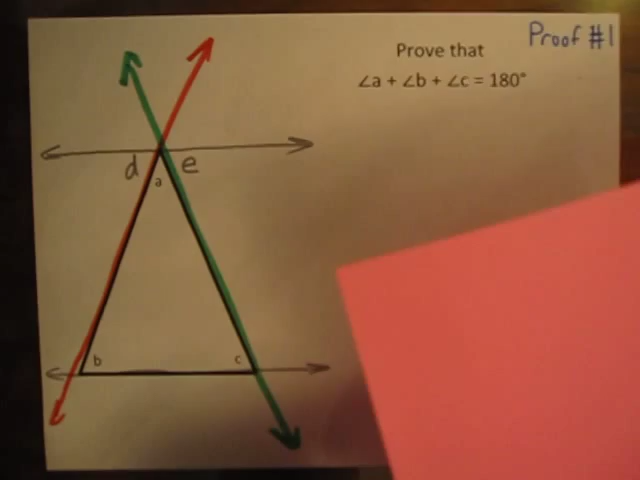 Proof #1
Prove that
∠a + ∠b + ∠c = 180°
d e
a
b c